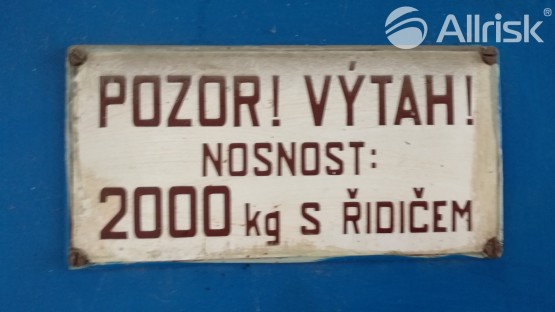 Allrisk®
POZOR! VÝTAH!
NOSNOST:
2000 kg S ŘIDIČEM